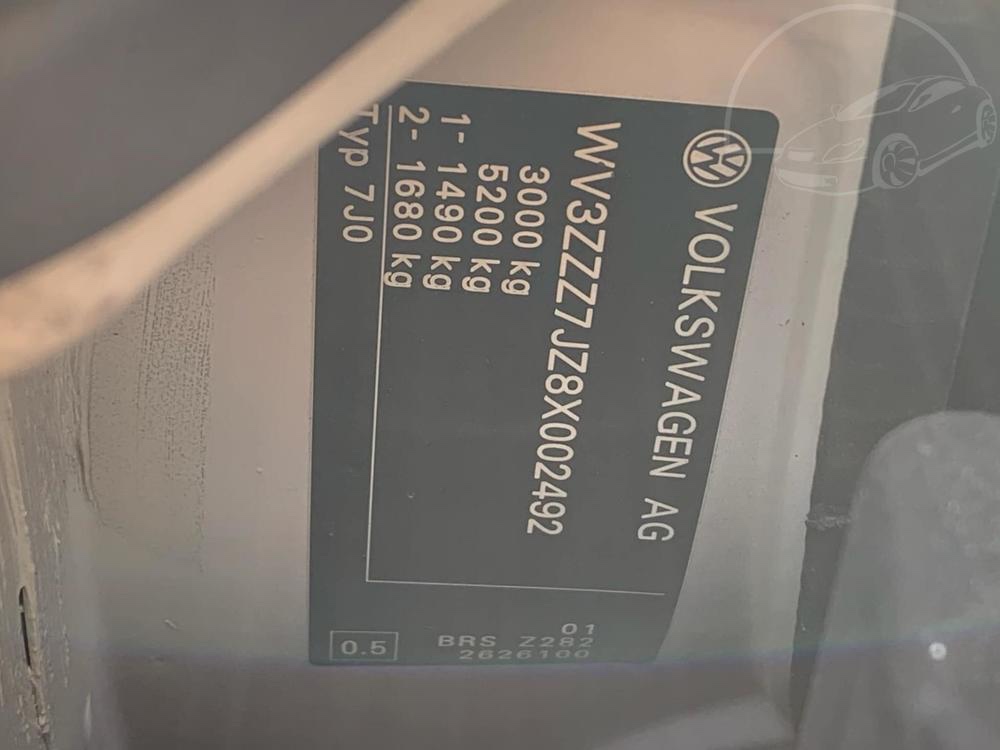 VOLKSWAGEN AG
WV3ZZZ7JZ8X002492
3000 kg
5200 kg
1- 1490 kg
2- 1680 kg
Typ 7J0
01
BRS Z282
2626100
0.5